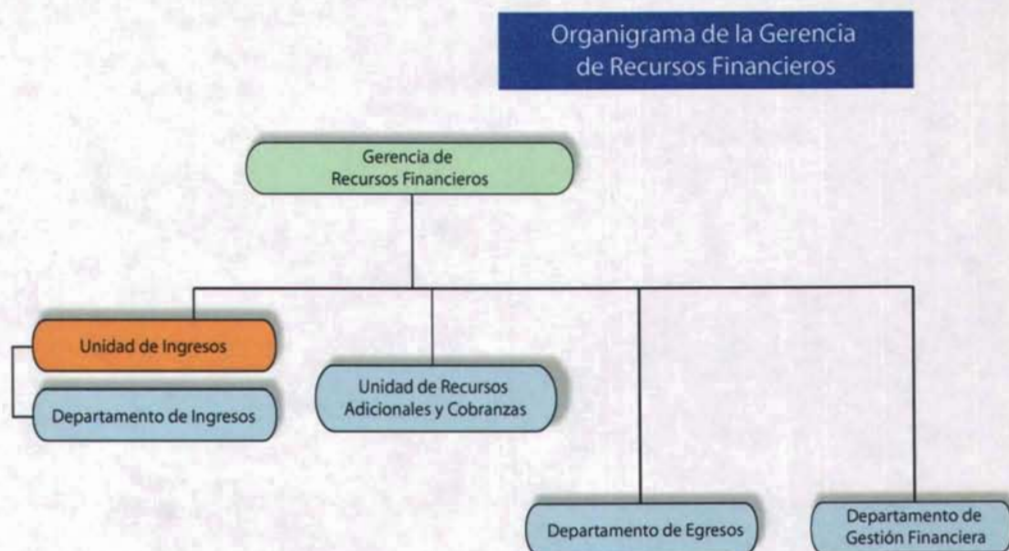 Organigrama de la Gerencia
de Recursos Financieros
Gerencia de
Recursos Financieros
Unidad de Ingresos
Departamento de Ingresos
Unidad de Recursos
Adicionales y Cobranzas
Departamento de Egresos
Departamento de
Gestión Financiera